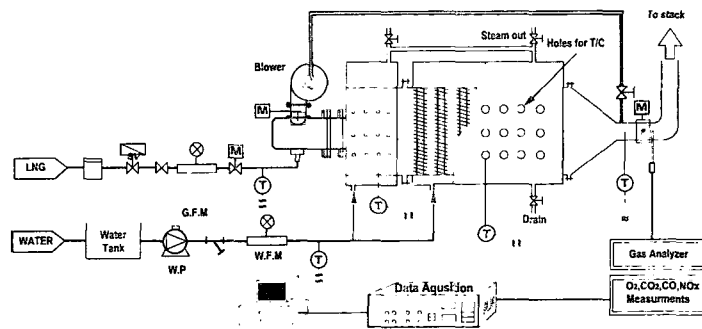 To stack
Steam out
Holes for T/C
Blower
M
M
M
LNG
SV
T
T
T
T
Drain
G.F.M
WATER
Water
Tank
W.P
W.F.M
T
Gas Analyzer
Data Aqustion
O₂,CO₂,CO,NOx
Measurments